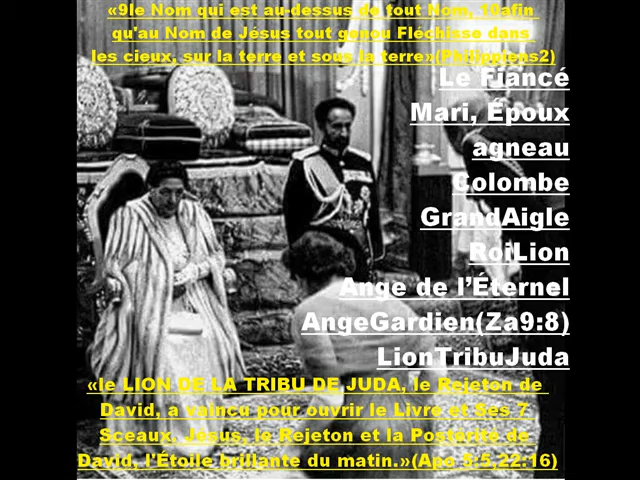 «9le Nom qui est au-dessus de tout Nom, 10afin
qu'au Nom de Jésus tout genou Fléchisse dans
les cieux, sur la terre et sous la terre»(Philippiens2)
Le Fiancé
Mari, Époux
agneau
Colombe
GrandAigle
RoiLion
Ange de l’Éternel
AngeGardien(Za9:8)
LionTribuJuda
«le LION DE LA TRIBU DE JUDA, le Rejeton de
David, a vaincu pour ouvrir le Livre et Ses 7
Sceaux. Jésus, le Rejeton et la Postérité de
David, l'Étoile brillante du matin.»(Apo 5:5,22:16)